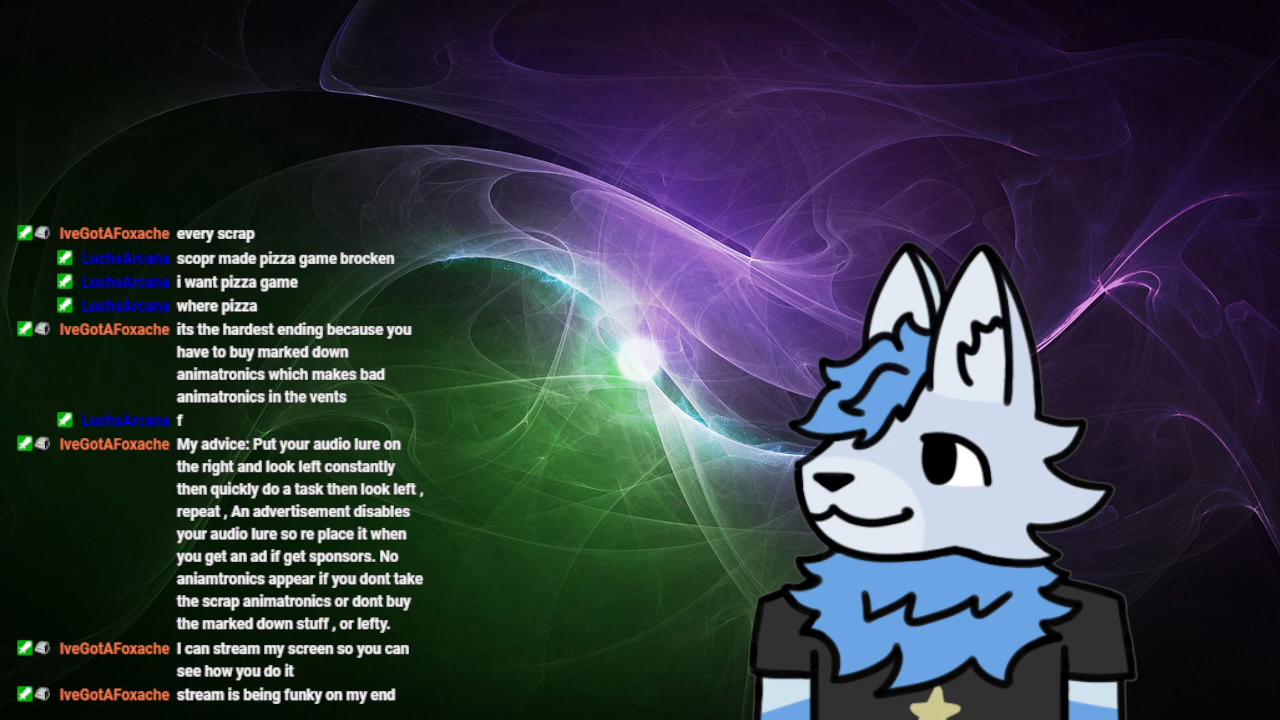 IveGotAFoxache every scrap
LuchsArcana scopr made pizza game brocken
LuchsArcana i want pizza game
LuchsArcana where pizza
IveGotAFoxache its the hardest ending because you
have to buy marked down
animatronics which makes bad
animatronics in the vents
LuchsArcana f
IveGotAFoxache My advice: Put your audio lure on
the right and look left constantly
then quickly do a task then look left ,
repeat , An advertisement disables
your audio lure so re place it when
you get an ad if get sponsors. No
aniamtronics appear if you dont take
the scrap animatronics or dont buy
the marked down stuff , or lefty.
IveGotAFoxache I can stream my screen so you can
see how you do it
IveGotAFoxache stream is being funky on my end